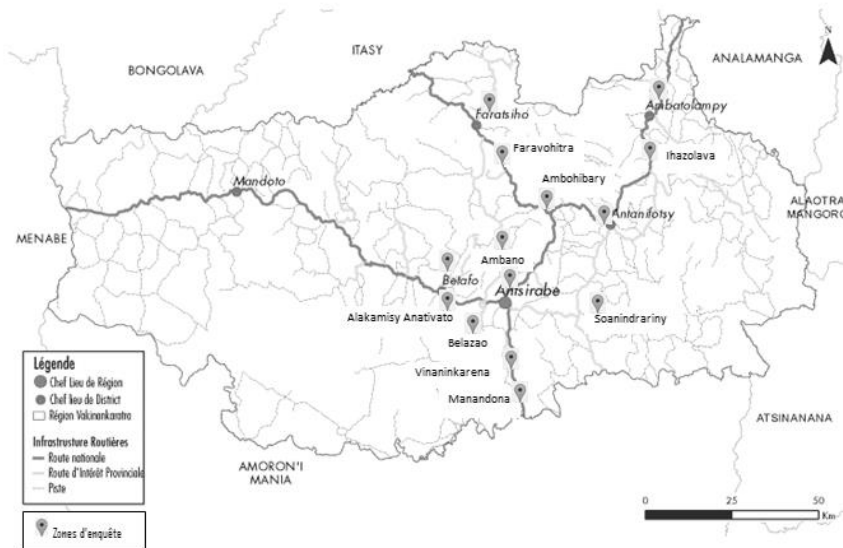 ITASY
ANALAMANGA
BONGOLAVA
N
Faratsiho
Ambatolampy
Faravohitra
Ihazolava
Mandoto
Ambohibary
ALAOTRA
MANGORO
Antanifotsy
MENABE
Ambano
Betafo
Antsirabe
Alakamisy Anativato
Soanindrariny
Belazao
Vinaninkarena
Manandona
ATSINANANA
AMORON'I
MANIA
Légende
Chef Lieu de Région
Chef lieu de District
Région Vakinankaratra
Infrastrusture Routières
Route nationale
Route d'Intérêt Provinciale
Piste
Zones d'enquête
0 25 50
Km